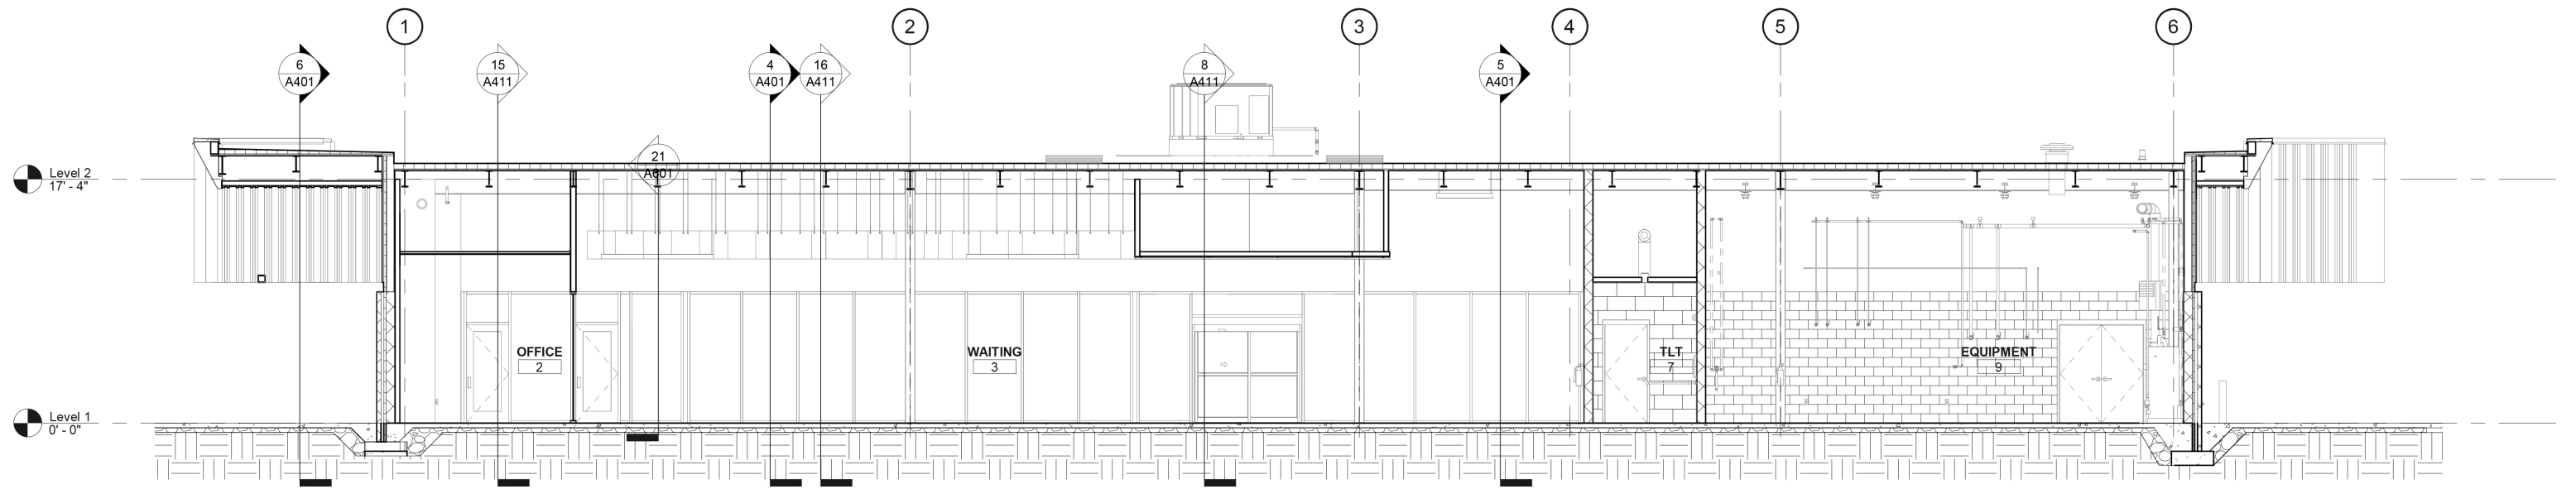 1
2
3
4
5
6
6
A401
15
A411
4
A401
16
A411
8
A411
5
A401
21
A601
Level 2
17' - 4"
OFFICE
2
WAITING
3
TLT
7
EQUIPMENT
9
Level 1
0' - 0"